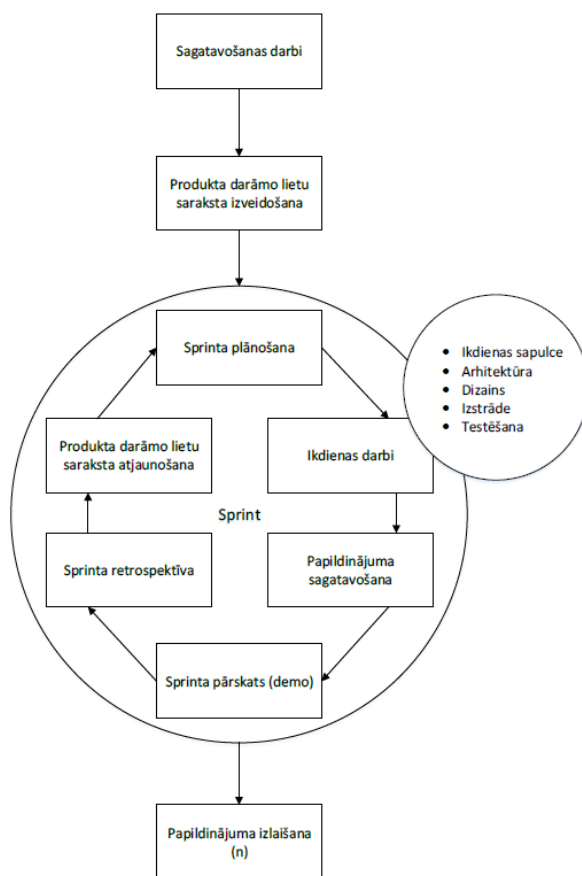 Sagatavošanas darbi
Produkta darāmo lietu
saraksta izveidošana
Sprinta plānošana
• Ikdienas sapulce
• Arhitektūra
• Dizains
• Izstrāde
• Testēšana
Produkta darāmo lietu
saraksta atjaunošana
Ikdienas darbi
Sprint
Sprinta retrospektīva
Papildinājuma
sagatavošana
Sprinta pārskats (demo)
Papildinājuma izlaišana
(n)